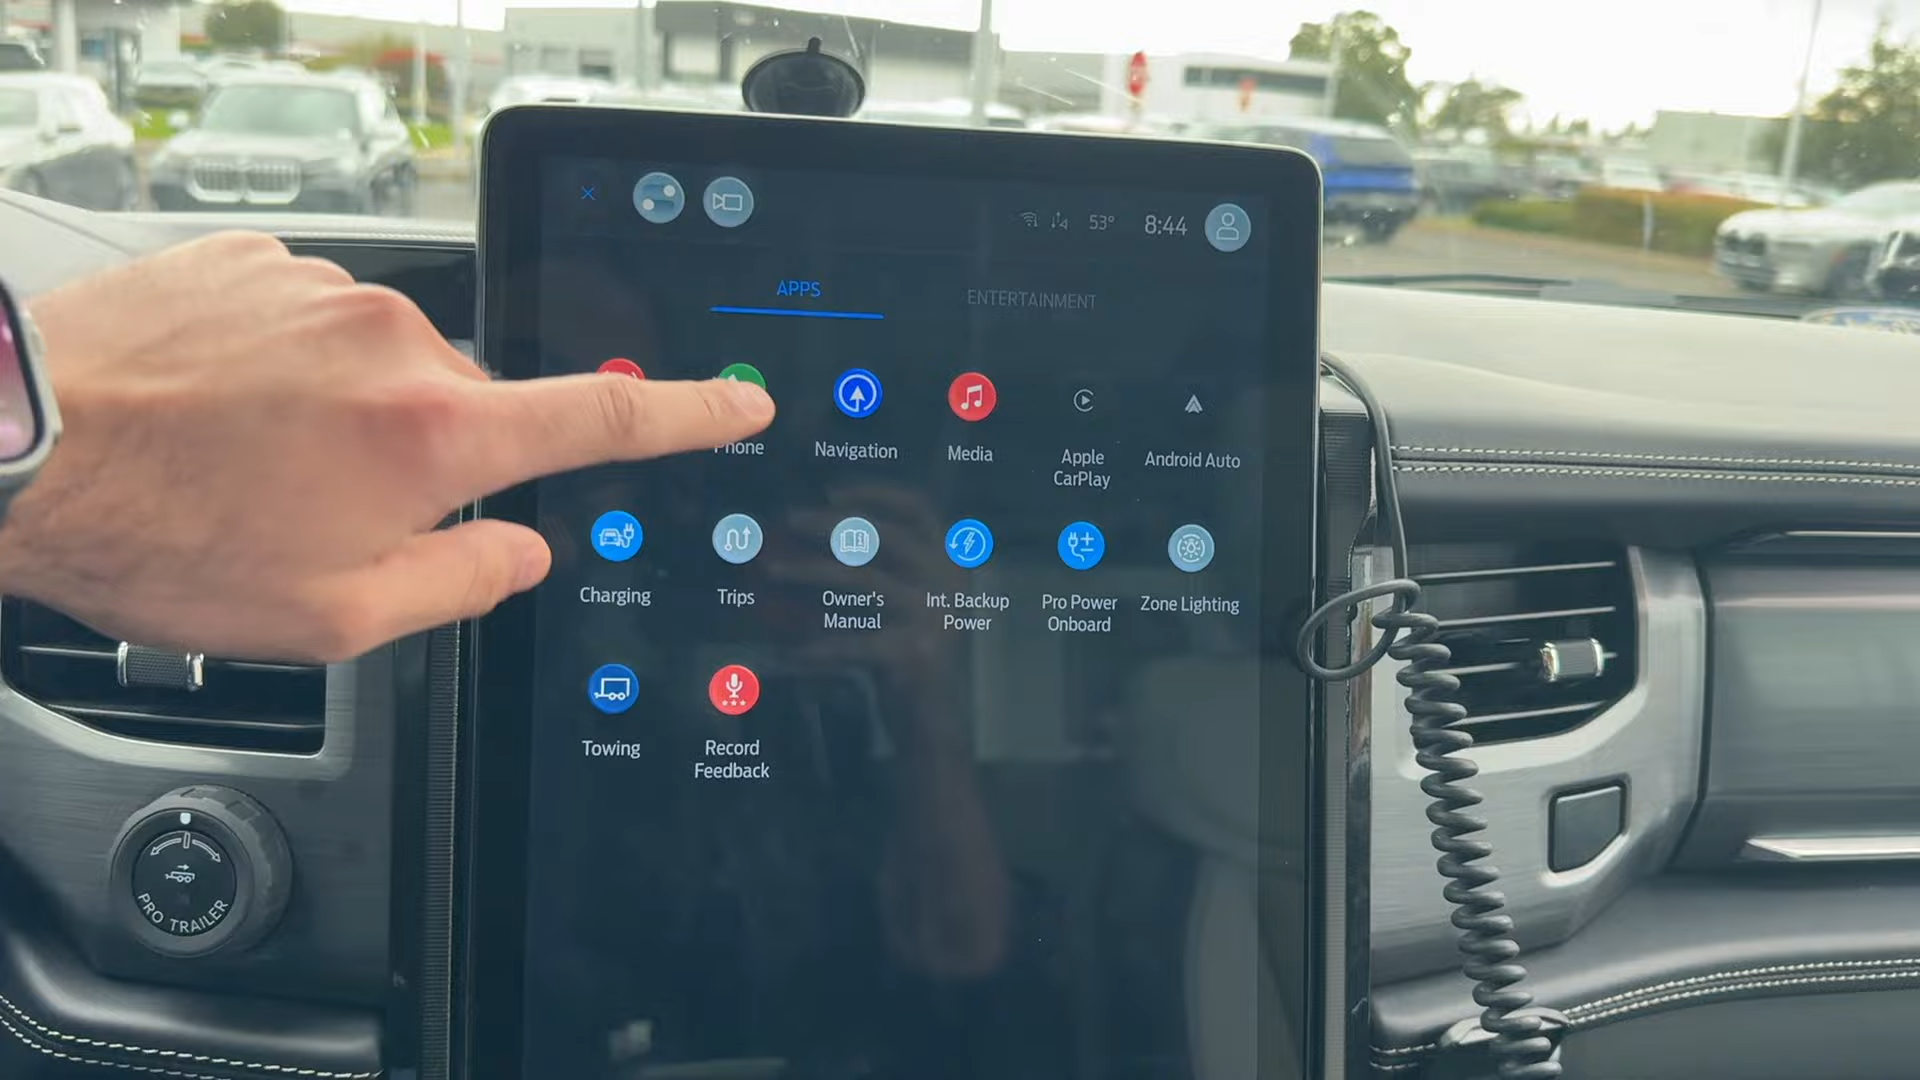 53° 8:44
APPS ENTERTAINMENT
Phone Navigation Media Apple CarPlay Android Auto
Charging Trips Owner's Manual Int. Backup Power Pro Power Onboard Zone Lighting
Towing Record Feedback
PRO TRAILER